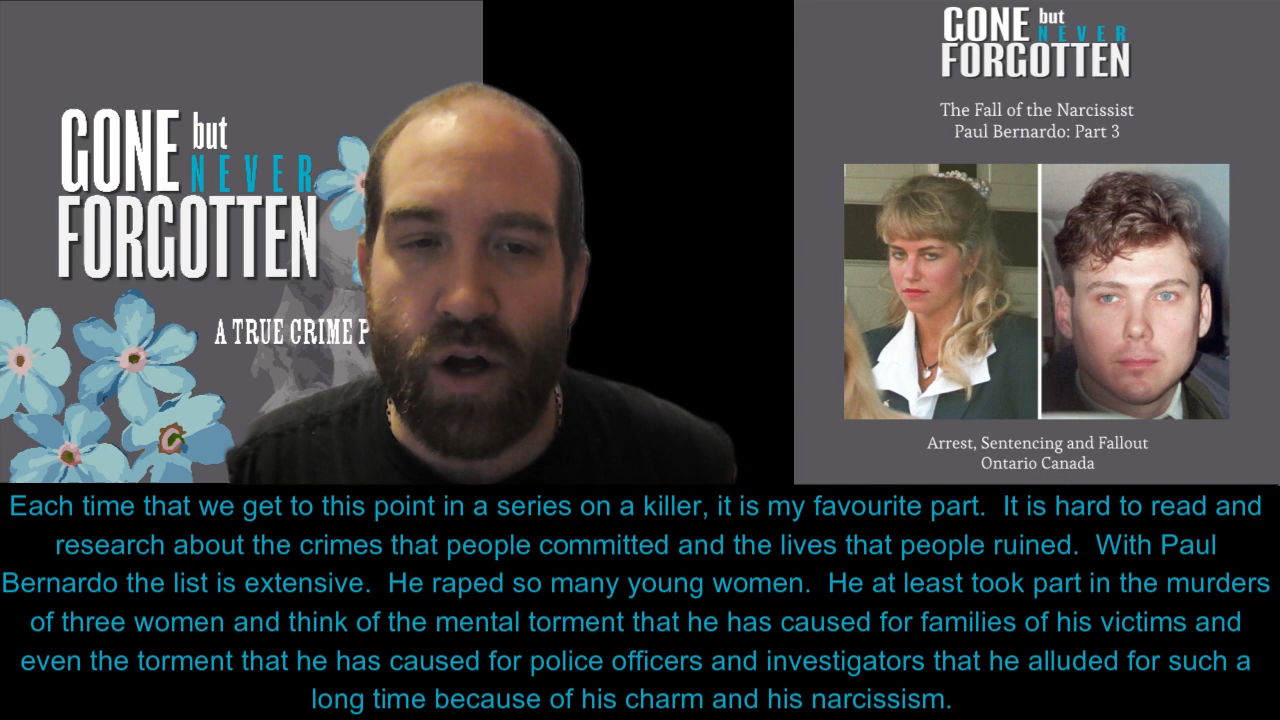 GONE but
NEVER
FORGOTTEN
A TRUE CRIME P
GONE but
NEVER
FORGOTTEN
The Fall of the Narcissist
Paul Bernardo: Part 3
Arrest, Sentencing and Fallout
Ontario Canada
Each time that we get to this point in a series on a killer, it is my favourite part.  It is hard to read and
research about the crimes that people committed and the lives that people ruined.  With Paul
Bernardo the list is extensive.  He raped so many young women.  He at least took part in the murders
of three women and think of the mental torment that he has caused for families of his victims and
even the torment that he has caused for police officers and investigators that he alluded for such a
long time because of his charm and his narcissism.